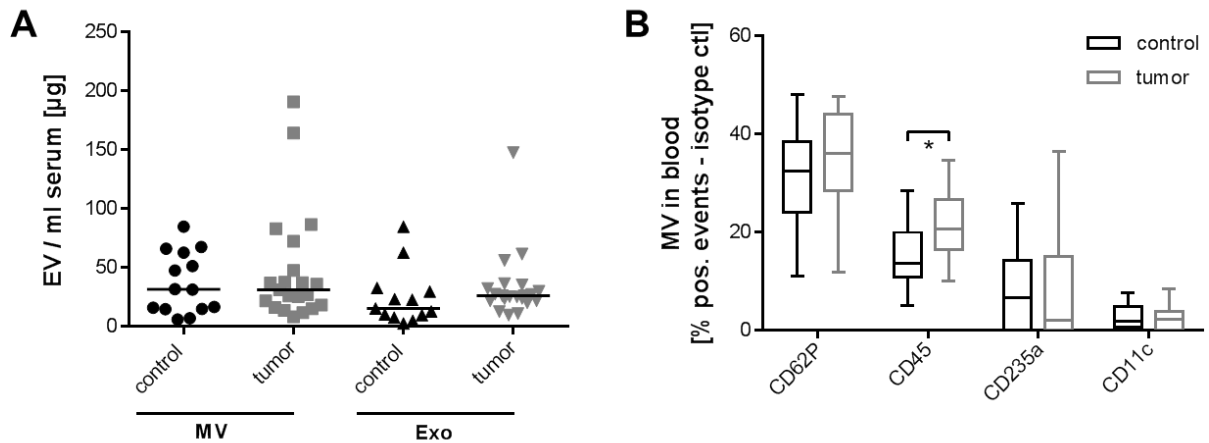 A
EV / ml serum [µg]
250
200
150
100
50
0
control
tumor
control
tumor
MV
Exo
B
MV in blood
[% pos. events - isotype ctl]
60
40
20
0
control
tumor
*
CD62P
CD45
CD235a
CD11c